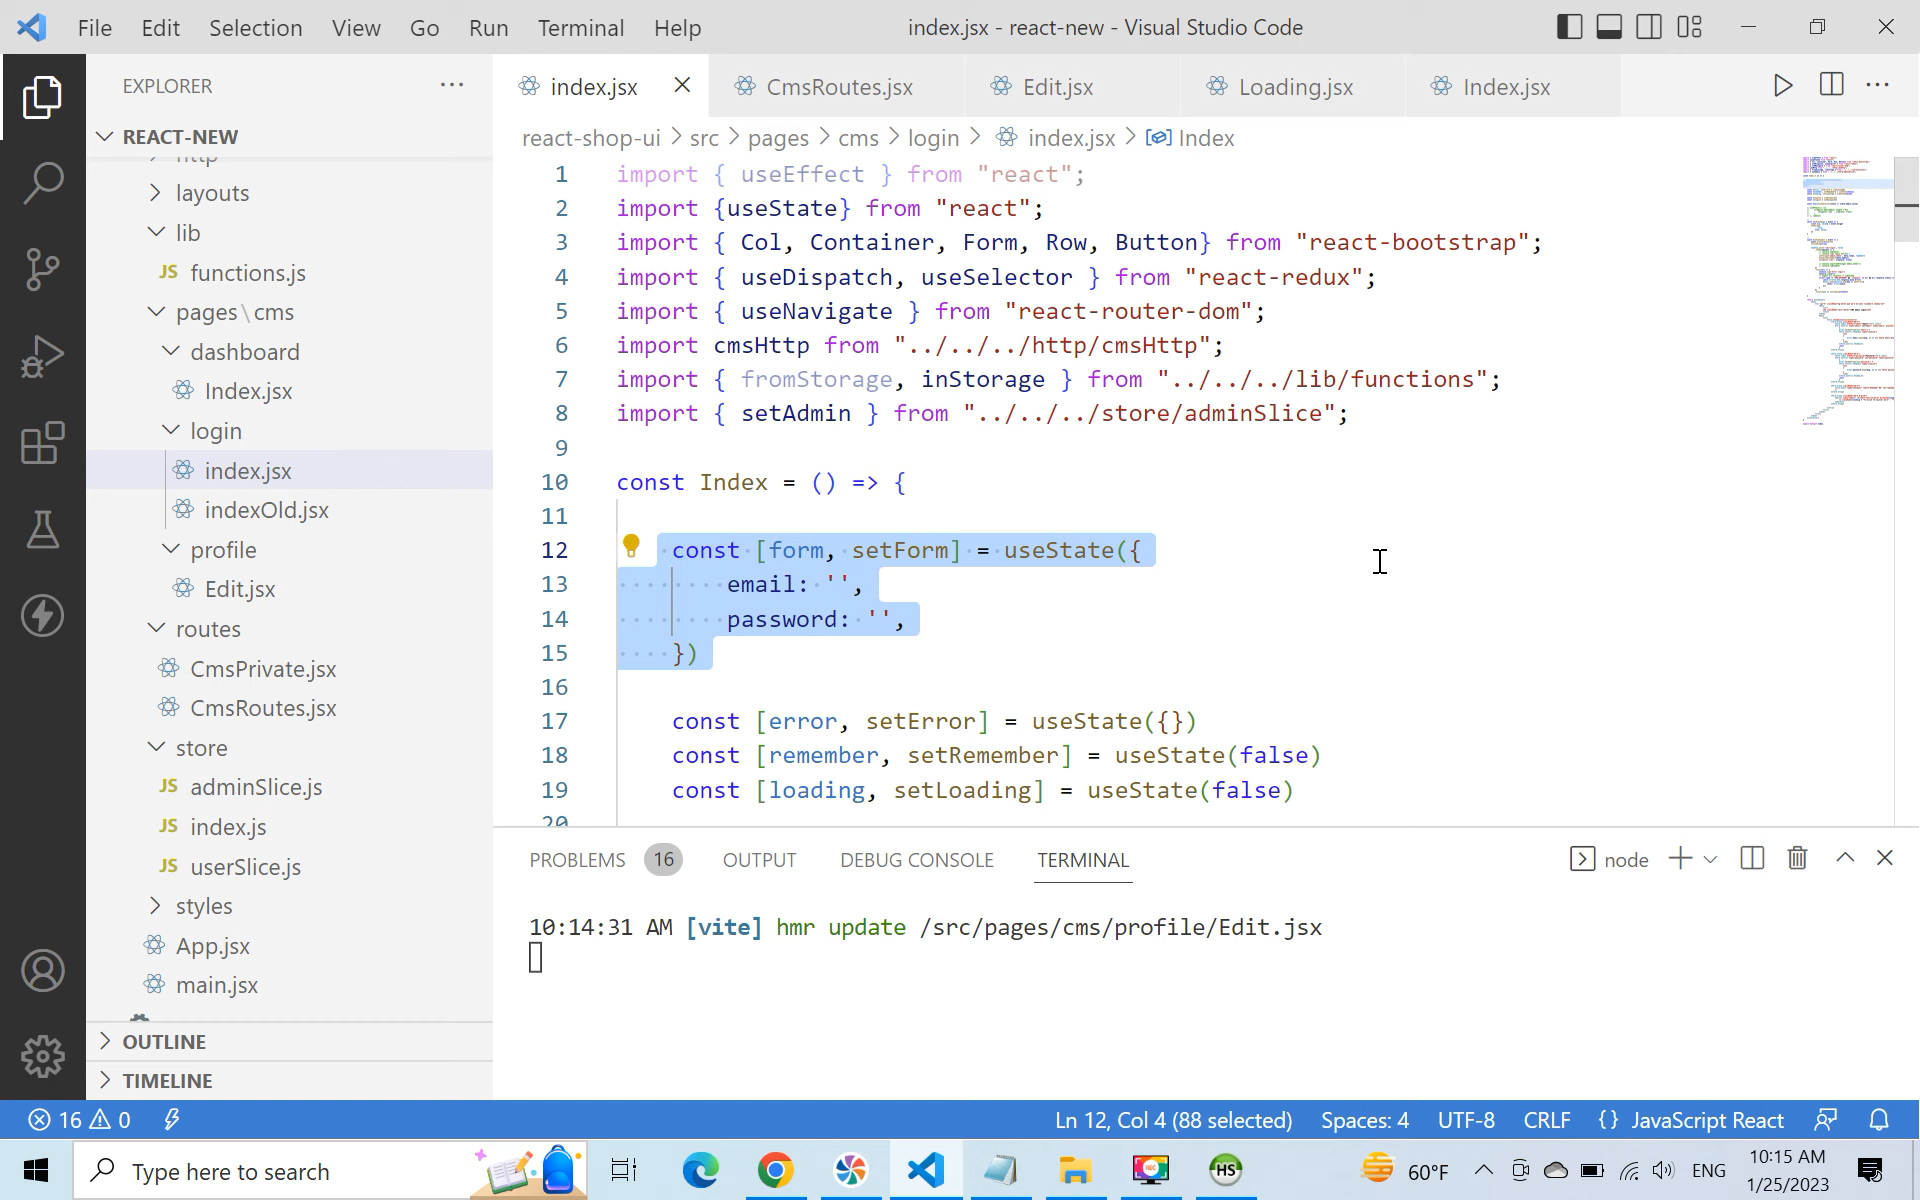 File Edit Selection View Go Run Terminal Help
index.jsx - react-new - Visual Studio Code
EXPLORER
REACT-NEW
http
layouts
lib
JS functions.js
pages\cms
dashboard
Index.jsx
login
index.jsx
indexOld.jsx
profile
Edit.jsx
routes
CmsPrivate.jsx
CmsRoutes.jsx
store
JS adminSlice.js
JS index.js
JS userSlice.js
styles
App.jsx
main.jsx
OUTLINE
TIMELINE
index.jsx CmsRoutes.jsx Edit.jsx Loading.jsx Index.jsx
react-shop-ui > src > pages > cms > login > index.jsx > Index
1 import { useEffect } from "react";
2 import {useState} from "react";
3 import { Col, Container, Form, Row, Button} from "react-bootstrap";
4 import { useDispatch, useSelector } from "react-redux";
5 import { useNavigate } from "react-router-dom";
6 import cmsHttp from "../../../http/cmsHttp";
7 import { fromStorage, inStorage } from "../../../lib/functions";
8 import { setAdmin } from "../../../store/adminSlice";
9
10 const Index = () => {
11
12 const [form, setForm] = useState({
13 email: '',
14 password: '',
15 })
16
17 const [error, setError] = useState({})
18 const [remember, setRemember] = useState(false)
19 const [loading, setLoading] = useState(false)
20
PROBLEMS 16 OUTPUT DEBUG CONSOLE TERMINAL
node
10:14:31 AM [vite] hmr update /src/pages/cms/profile/Edit.jsx
16 0
Ln 12, Col 4 (88 selected) Spaces: 4 UTF-8 CRLF {} JavaScript React
Type here to search
HS
60°F
ENG
10:15 AM
1/25/2023